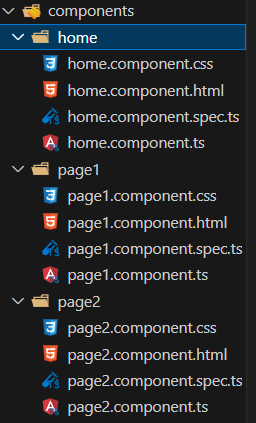 components
home
home.component.css
home.component.html
home.component.spec.ts
home.component.ts
page1
page1.component.css
page1.component.html
page1.component.spec.ts
page1.component.ts
page2
page2.component.css
page2.component.html
page2.component.spec.ts
page2.component.ts